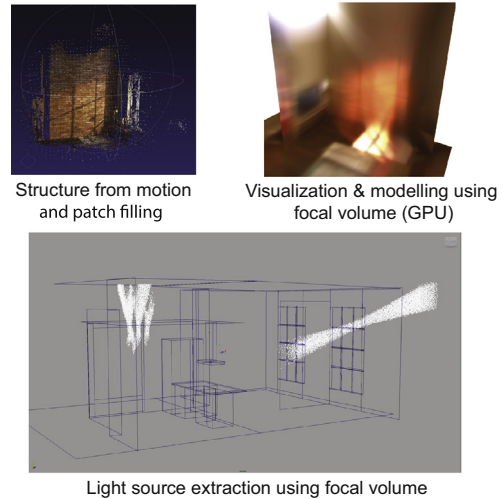 Structure from motion
and patch filling
Visualization & modelling using
focal volume (GPU)
Light source extraction using focal volume